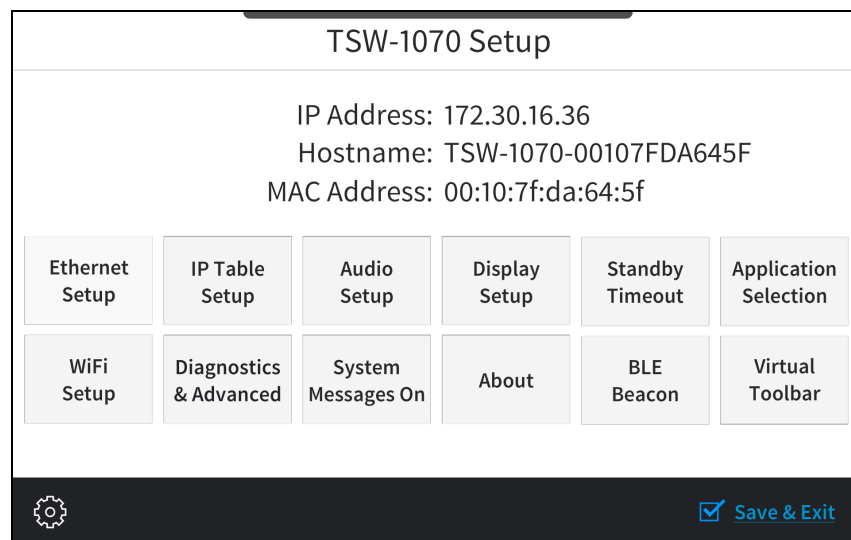 TSW-1070 Setup
IP Address: 172.30.16.36
Hostname: TSW-1070-00107FDA645F
MAC Address: 00:10:7f:da:64:5f
Ethernet
Setup
IP Table
Setup
Audio
Setup
Display
Setup
Standby
Timeout
Application
Selection
WiFi
Setup
Diagnostics
& Advanced
System
Messages On
About
BLE
Beacon
Virtual
Toolbar
Save & Exit